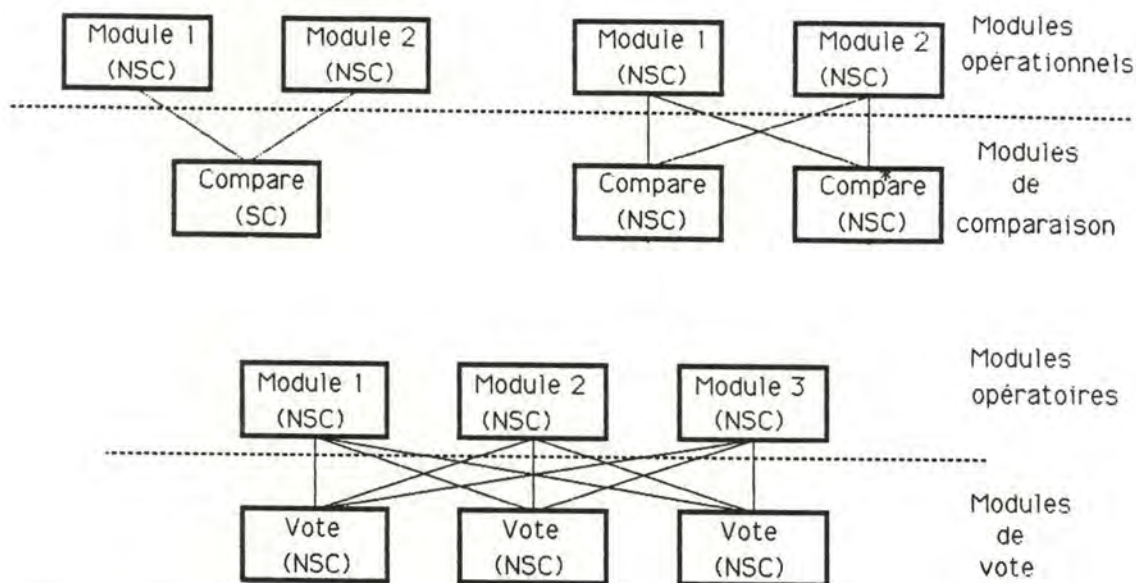 Module 1
(NSC)
Module 2
(NSC)
Module 1
(NSC)
Module 2
(NSC)
Modules
opérationnels
Compare
(SC)
Compare
(NSC)
Compare
(NSC)
Modules
de
comparaison
Module 1
(NSC)
Module 2
(NSC)
Module 3
(NSC)
Modules
opératoires
Vote
(NSC)
Vote
(NSC)
Vote
(NSC)
Modules
de
vote